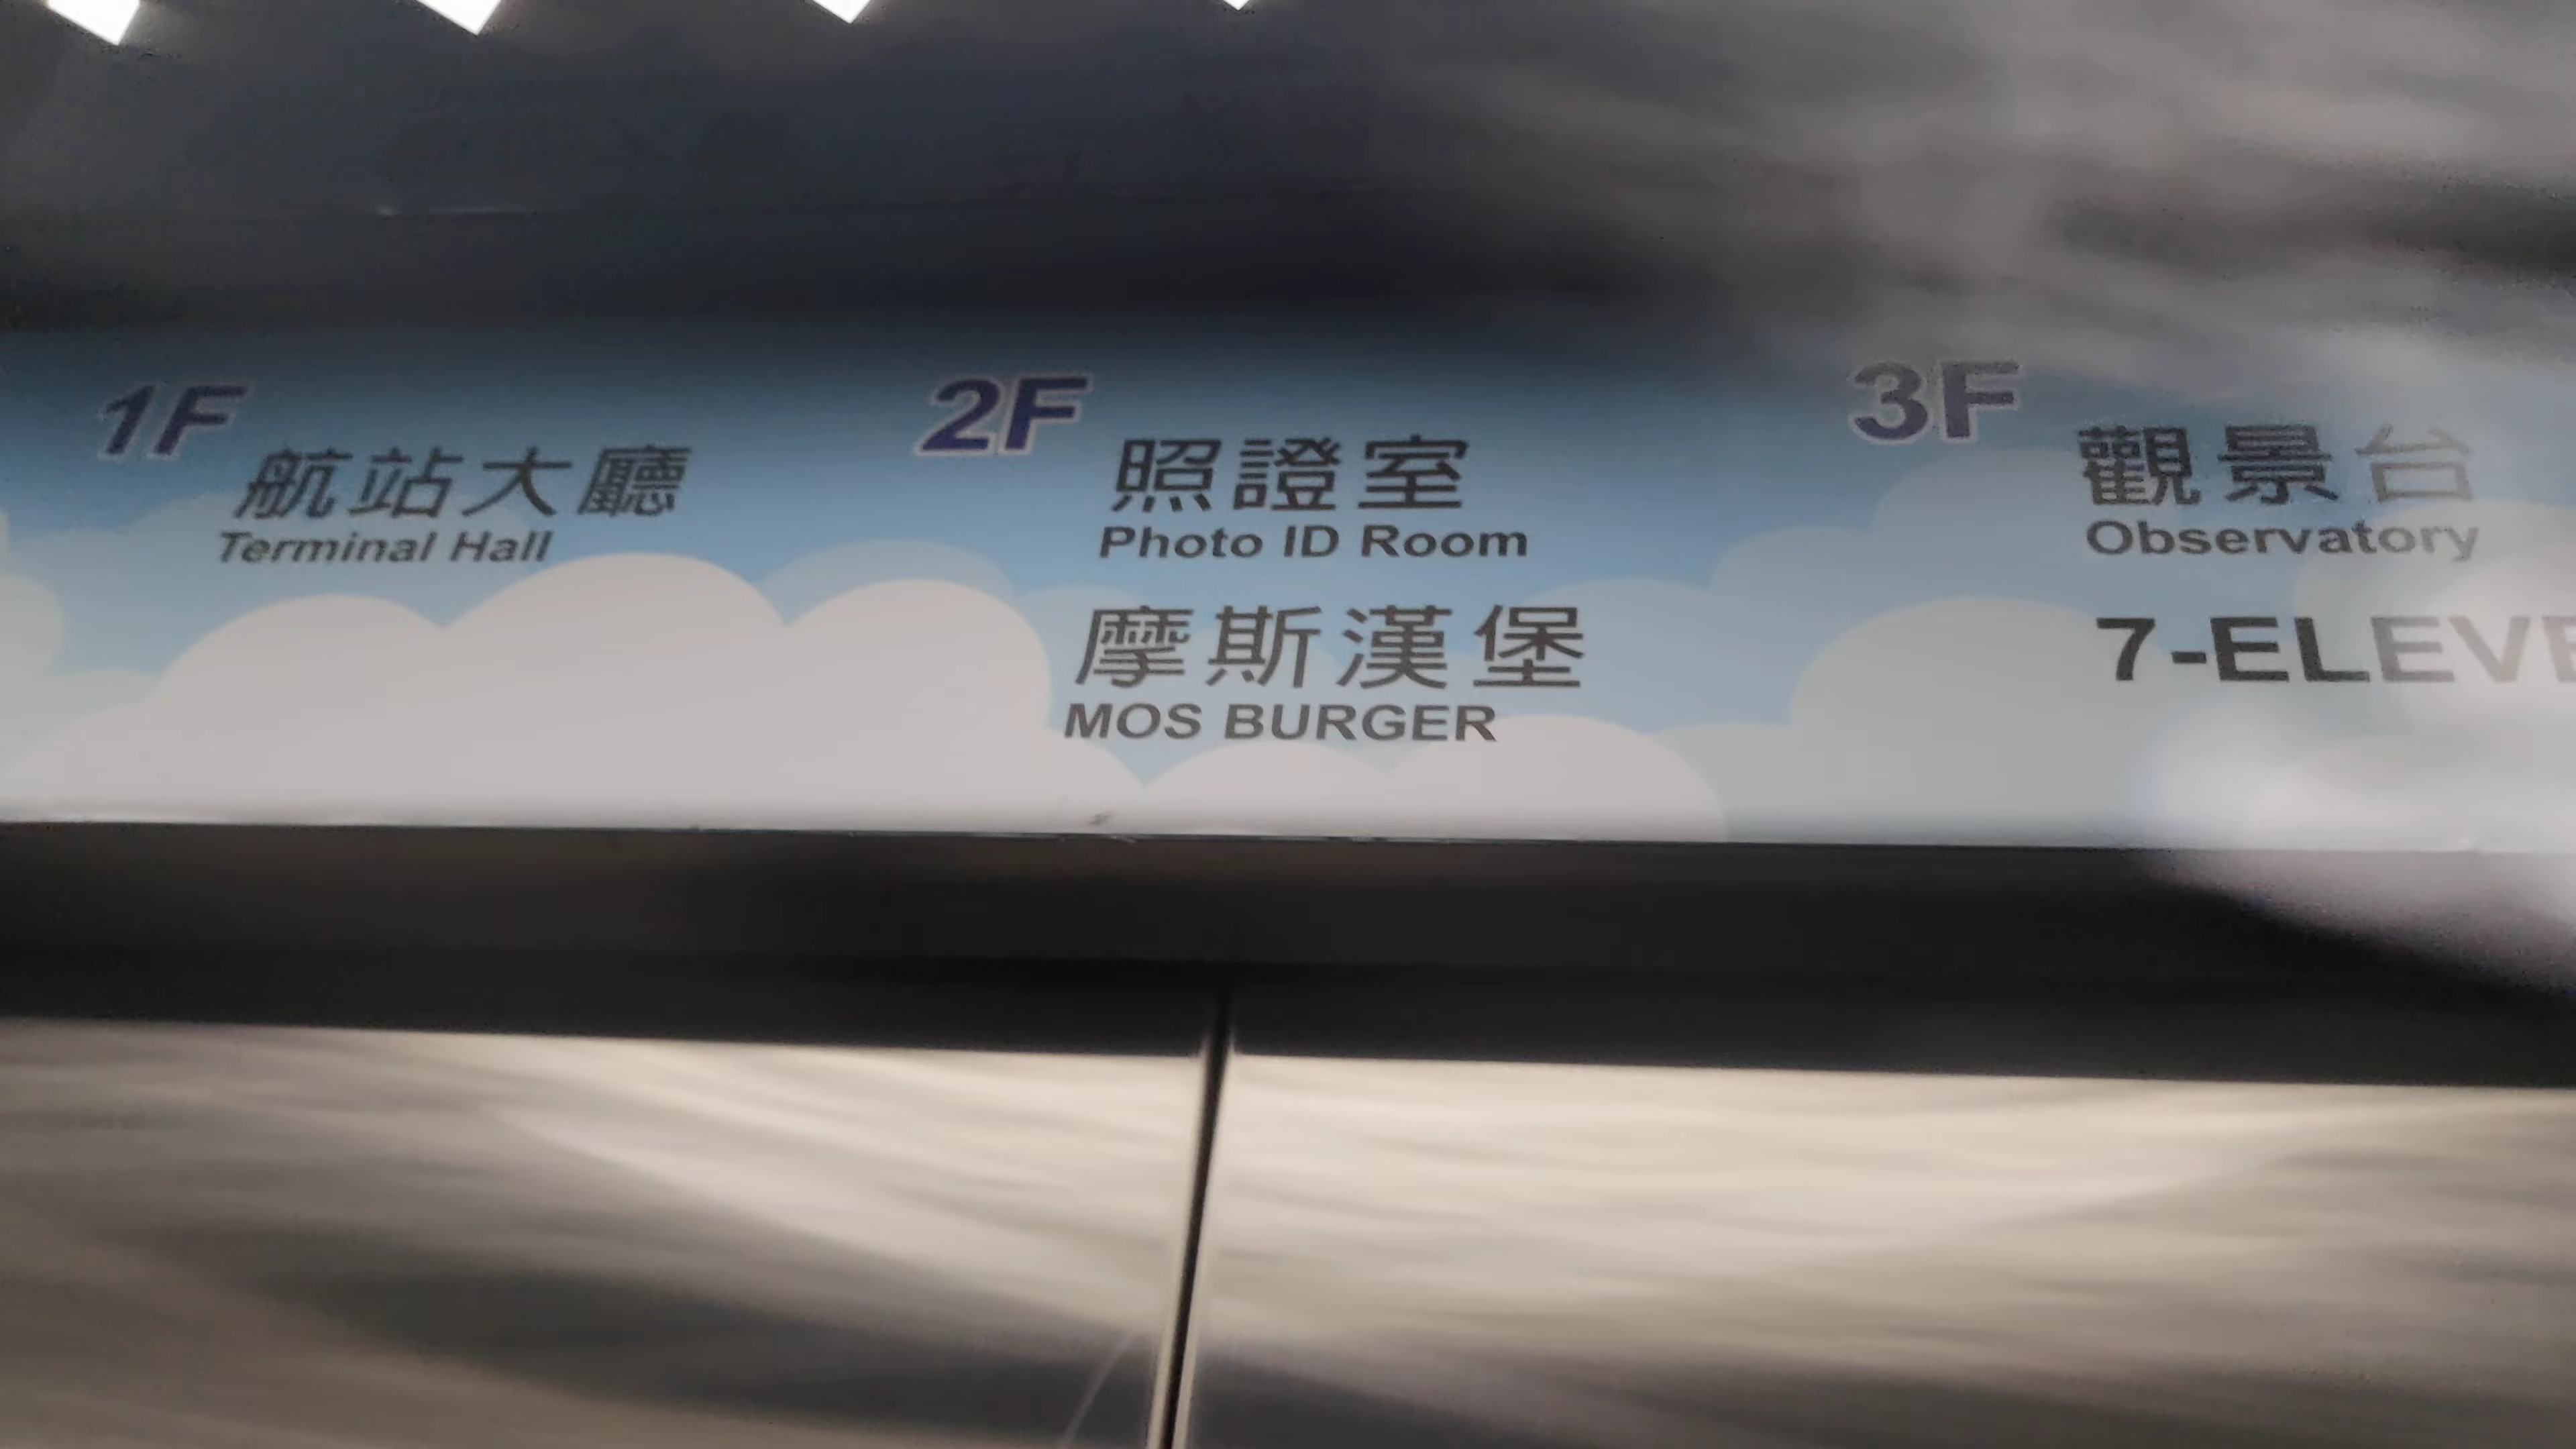 1F
航站大廳
Terminal Hall
2F
照證室
Photo ID Room
摩斯漢堡
MOS BURGER
3F
觀景台
Observatory
7-ELEVE